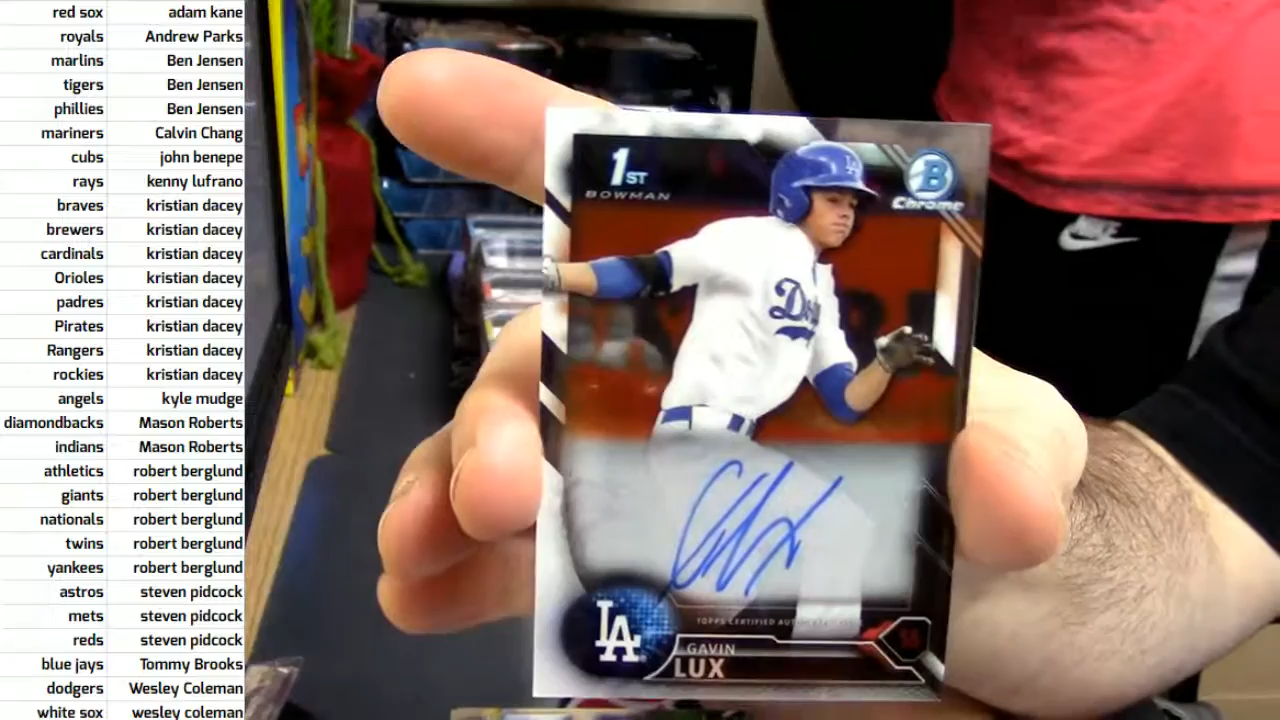 red sox adam kane
royals Andrew Parks
marlins Ben Jensen
tigers Ben Jensen
phillies Ben Jensen
mariners Calvin Chang
cubs john benepe
rays kenny lufrano
braves kristian dacey
brewers kristian dacey
cardinals kristian dacey
Orioles kristian dacey
padres kristian dacey
Pirates kristian dacey
Rangers kristian dacey
rockies kristian dacey
angels kyle mudge
diamondbacks Mason Roberts
indians Mason Roberts
athletics robert berglund
giants robert berglund
nationals robert berglund
twins robert berglund
yankees robert berglund
astros steven pidcock
mets steven pidcock
reds steven pidcock
blue jays Tommy Brooks
dodgers Wesley Coleman
white sox wesley coleman
1ST
BOWMAN
B
Chrome
LA
TOPPS CERTIFIED
LA
GAVIN
LUX